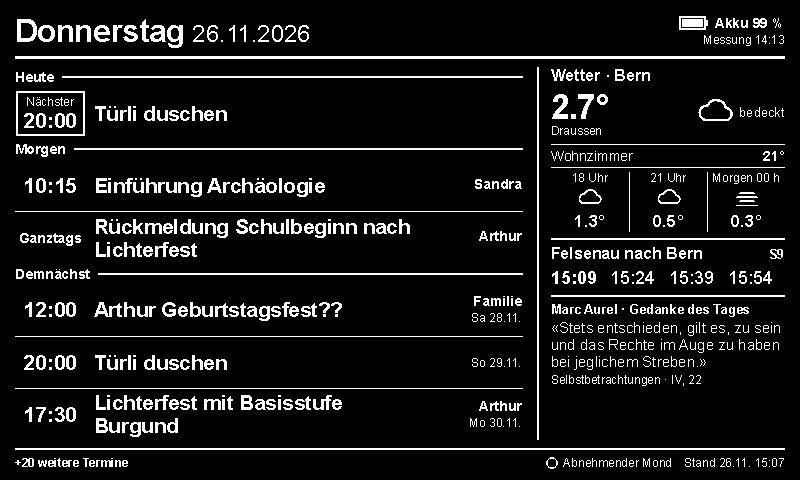 Donnerstag 26.11.2026
Akku 99 %
Messung 14:13
Heute
Nächster
20:00 Türli duschen
Morgen
10:15 Einführung Archäologie Sandra
Ganztags Rückmeldung Schulbeginn nach
Lichterfest Arthur
Demnächst
12:00 Arthur Geburtstagsfest?? Familie
Sa 28.11.
20:00 Türli duschen So 29.11.
17:30 Lichterfest mit Basisstufe
Burgund Arthur
Mo 30.11.
Wetter · Bern
2.7° bedeckt
Draussen
Wohnzimmer 21°
18 Uhr 21 Uhr Morgen 00 h
1.3° 0.5° 0.3°
Felsenau nach Bern S9
15:09 15:24 15:39 15:54
Marc Aurel · Gedanke des Tages
«Stets entschieden, gilt es, zu sein
und das Rechte im Auge zu haben
bei jeglichem Streben.»
Selbstbetrachtungen · IV, 22
+20 weitere Termine
Abnehmender Mond Stand 26.11. 15:07